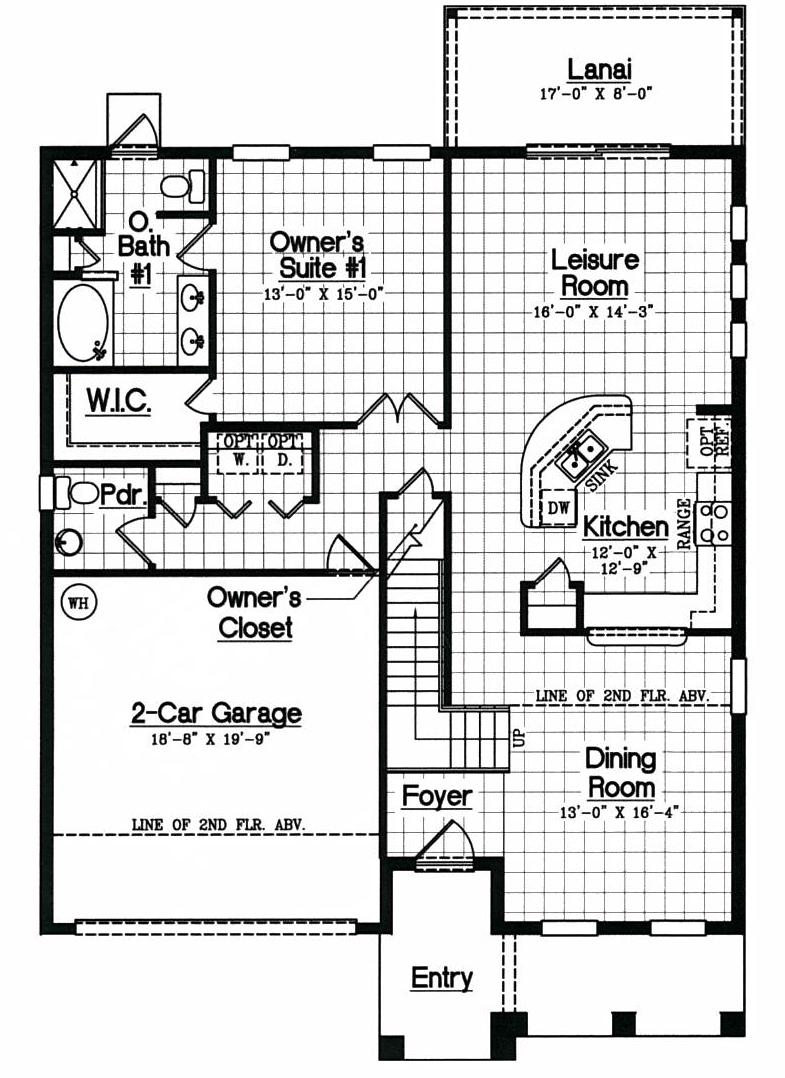 Lanai
17'-0" X 8'-0"
O.
Bath
#1
Owner's
Suite #1
13'-0" X 15'-0"
Leisure
Room
16'-0" X 14'-3"
W.I.C.
OPT
W.
OPT
D.
OPT
REF
SINK
DW
RANGE
Kitchen
12'-0" X
12'-9"
Pdr.
WH
Owner's
Closet
2-Car Garage
18'-8" X 19'-9"
LINE OF 2ND FLR. ABV.
UP
Dining
Room
13'-0" X 16'-4"
Foyer
LINE OF 2ND FLR. ABV.
Entry